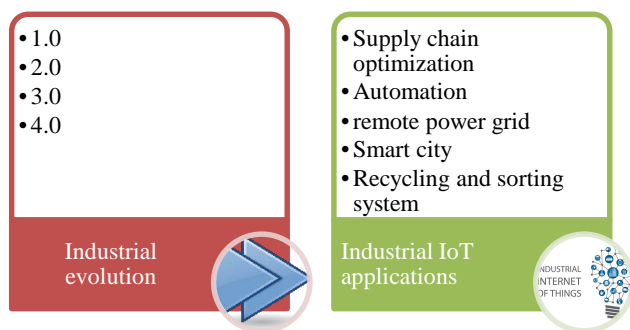 • 1.0
• 2.0
• 3.0
• 4.0
Industrial
evolution
• Supply chain
optimization
• Automation
• remote power grid
• Smart city
• Recycling and sorting
system
Industrial IoT
applications
INDUSTRIAL
INTERNET
OF THINGS